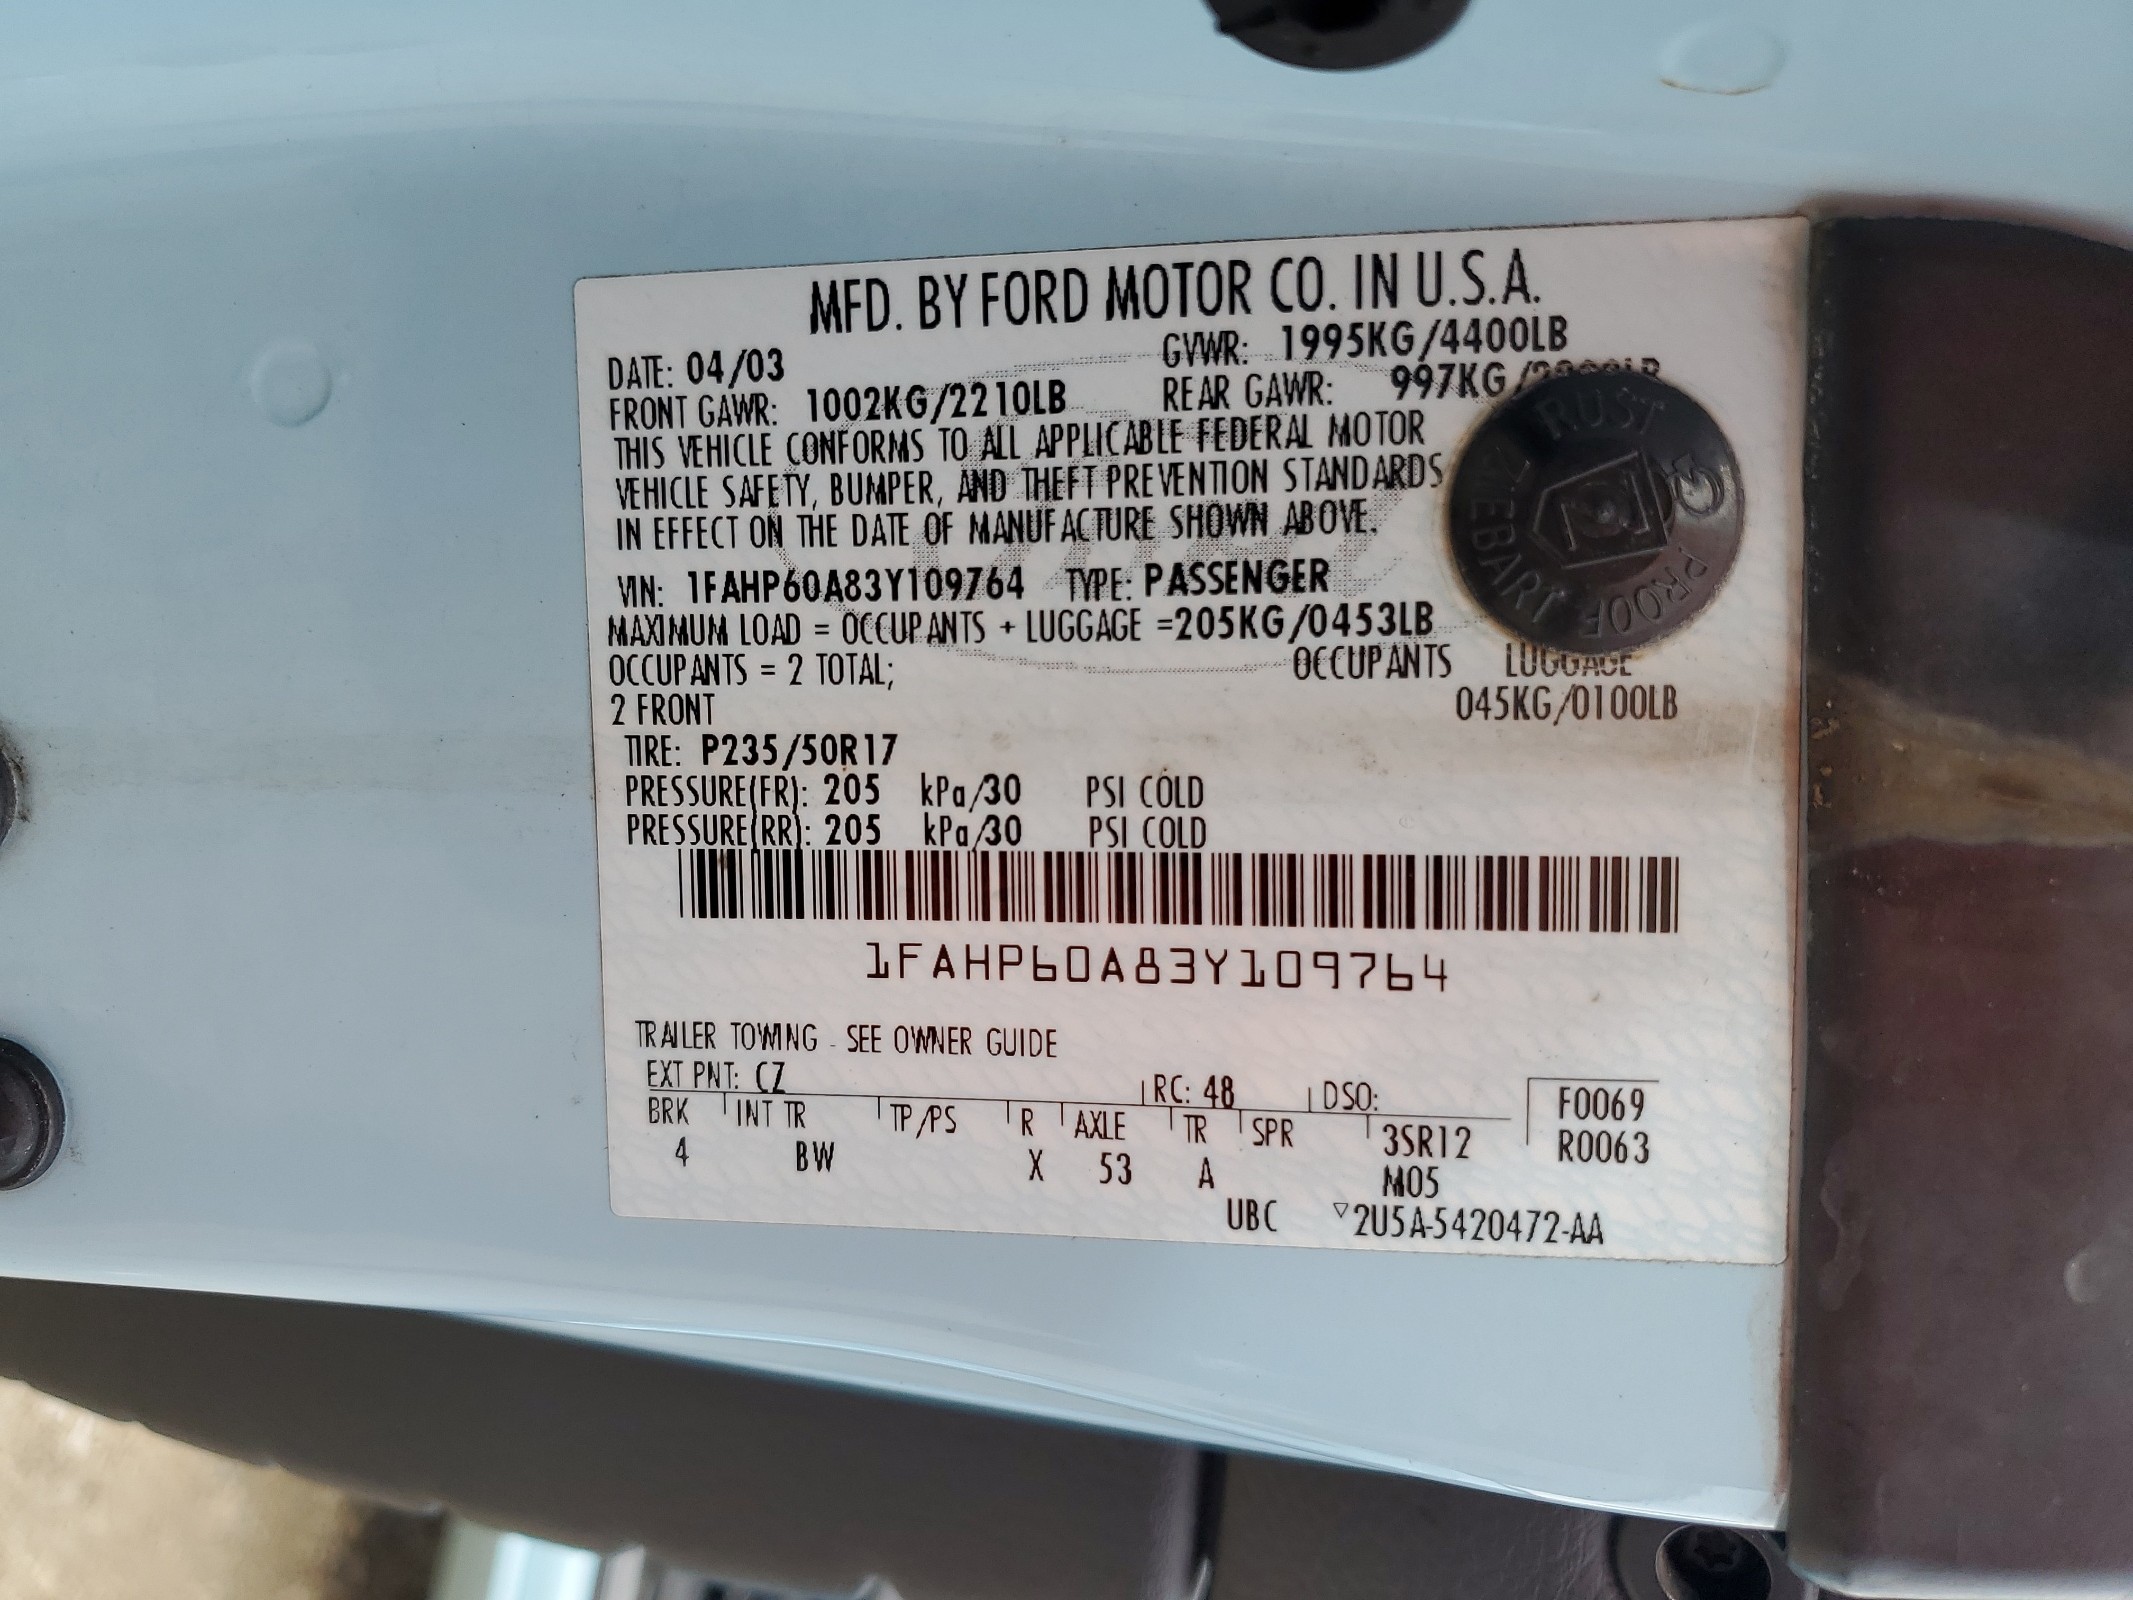 MFD. BY FORD MOTOR CO. IN U.S.A.
DATE: 04/03 GVWR: 1995KG/4400LB
FRONT GAWR: 1002KG/2210LB REAR GAWR: 997KG
THIS VEHICLE CONFORMS TO ALL APPLICABLE FEDERAL MOTOR
VEHICLE SAFETY, BUMPER, AND THEFT PREVENTION STANDARDS
IN EFFECT ON THE DATE OF MANUFACTURE SHOWN ABOVE.
VIN: 1FAHP60A83Y109764 TYPE: PASSENGER
MAXIMUM LOAD = OCCUPANTS + LUGGAGE =205KG/0453LB
OCCUPANTS = 2 TOTAL; OCCUPANTS LUGGAGE
2 FRONT 045KG/0100LB
TIRE: P235/50R17
PRESSURE(FR): 205 kPa/30 PSI COLD
PRESSURE(RR): 205 kPa/30 PSI COLD
1FAHP60A83Y109764
TRAILER TOWING - SEE OWNER GUIDE
EXT PNT: CZ RC: 48 DSO: F0069
BRK INT TR TP/PS R AXLE TR SPR 3SR12 R0063
4 BW X 53 A M05
UBC ▽2U5A-5420472-AA
RUST PROOF
ZIEBART